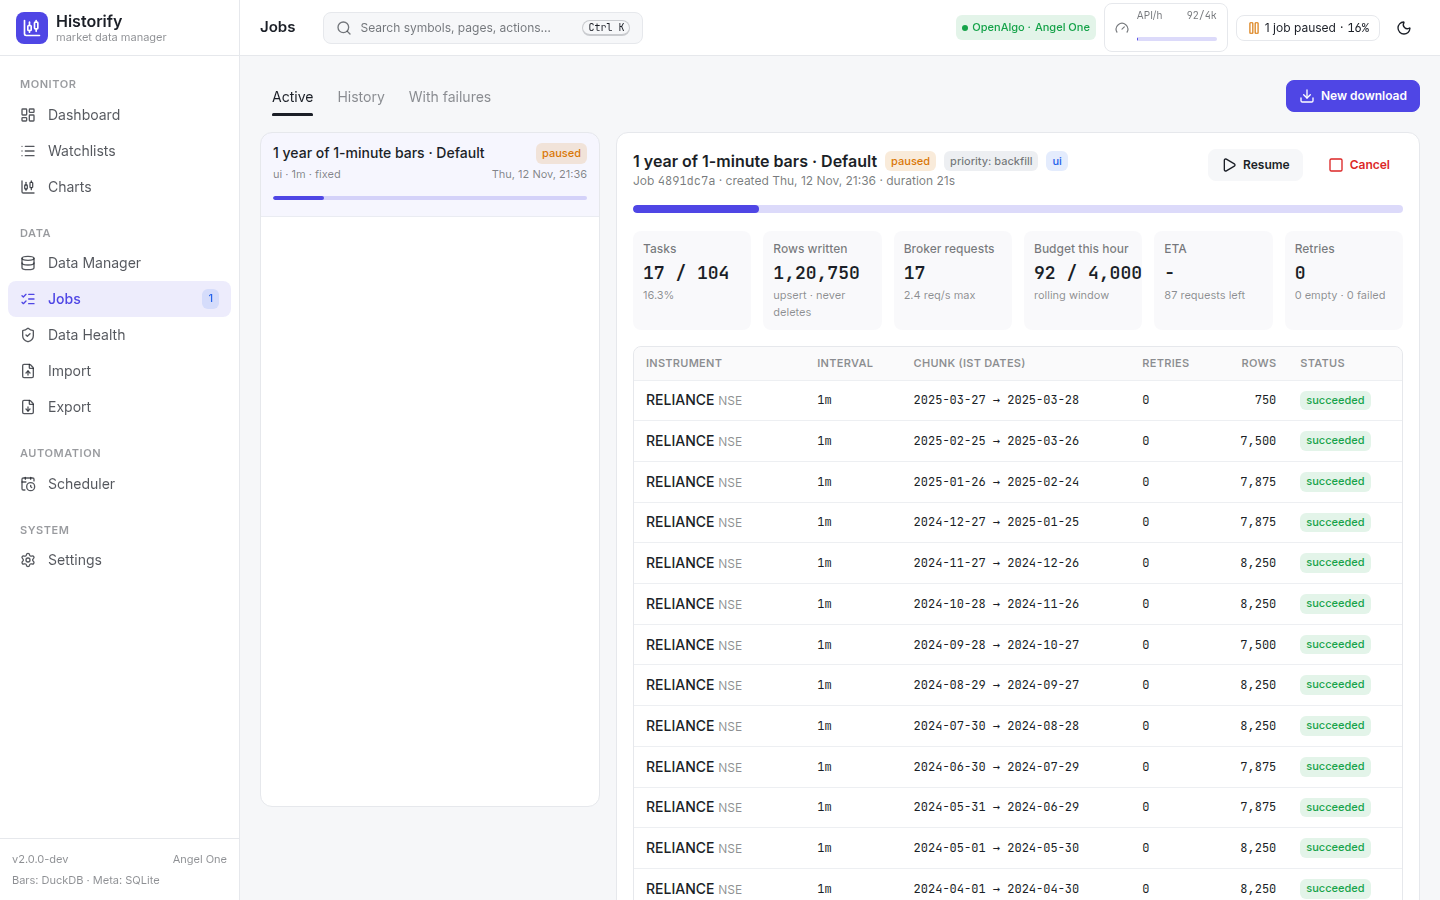 Historify
market data manager
MONITOR
Dashboard
Watchlists
Charts
DATA
Data Manager
Jobs 1
Data Health
Import
Export
AUTOMATION
Scheduler
SYSTEM
Settings
v2.0.0-dev Angel One
Bars: DuckDB · Meta: SQLite
Jobs
Search symbols, pages, actions... Ctrl K
OpenAlgo · Angel One
API/h 92/4k
1 job paused · 16%
Active History With failures
New download
1 year of 1-minute bars · Default paused
ui · 1m · fixed Thu, 12 Nov, 21:36
1 year of 1-minute bars · Default paused priority: backfill ui
Job 4891dc7a · created Thu, 12 Nov, 21:36 · duration 21s
Resume Cancel
Tasks
17 / 104
16.3%
Rows written
1,20,750
upsert · never
deletes
Broker requests
17
2.4 req/s max
Budget this hour
92 / 4,000
rolling window
ETA
-
87 requests left
Retries
0
0 empty · 0 failed
INSTRUMENT INTERVAL CHUNK (IST DATES) RETRIES ROWS STATUS
RELIANCE NSE 1m 2025-03-27 → 2025-03-28 0 750 succeeded
RELIANCE NSE 1m 2025-02-25 → 2025-03-26 0 7,500 succeeded
RELIANCE NSE 1m 2025-01-26 → 2025-02-24 0 7,875 succeeded
RELIANCE NSE 1m 2024-12-27 → 2025-01-25 0 7,875 succeeded
RELIANCE NSE 1m 2024-11-27 → 2024-12-26 0 8,250 succeeded
RELIANCE NSE 1m 2024-10-28 → 2024-11-26 0 8,250 succeeded
RELIANCE NSE 1m 2024-09-28 → 2024-10-27 0 7,500 succeeded
RELIANCE NSE 1m 2024-08-29 → 2024-09-27 0 8,250 succeeded
RELIANCE NSE 1m 2024-07-30 → 2024-08-28 0 8,250 succeeded
RELIANCE NSE 1m 2024-06-30 → 2024-07-29 0 7,875 succeeded
RELIANCE NSE 1m 2024-05-31 → 2024-06-29 0 7,875 succeeded
RELIANCE NSE 1m 2024-05-01 → 2024-05-30 0 8,250 succeeded
RELIANCE NSE 1m 2024-04-01 → 2024-04-30 0 8,250 succeeded